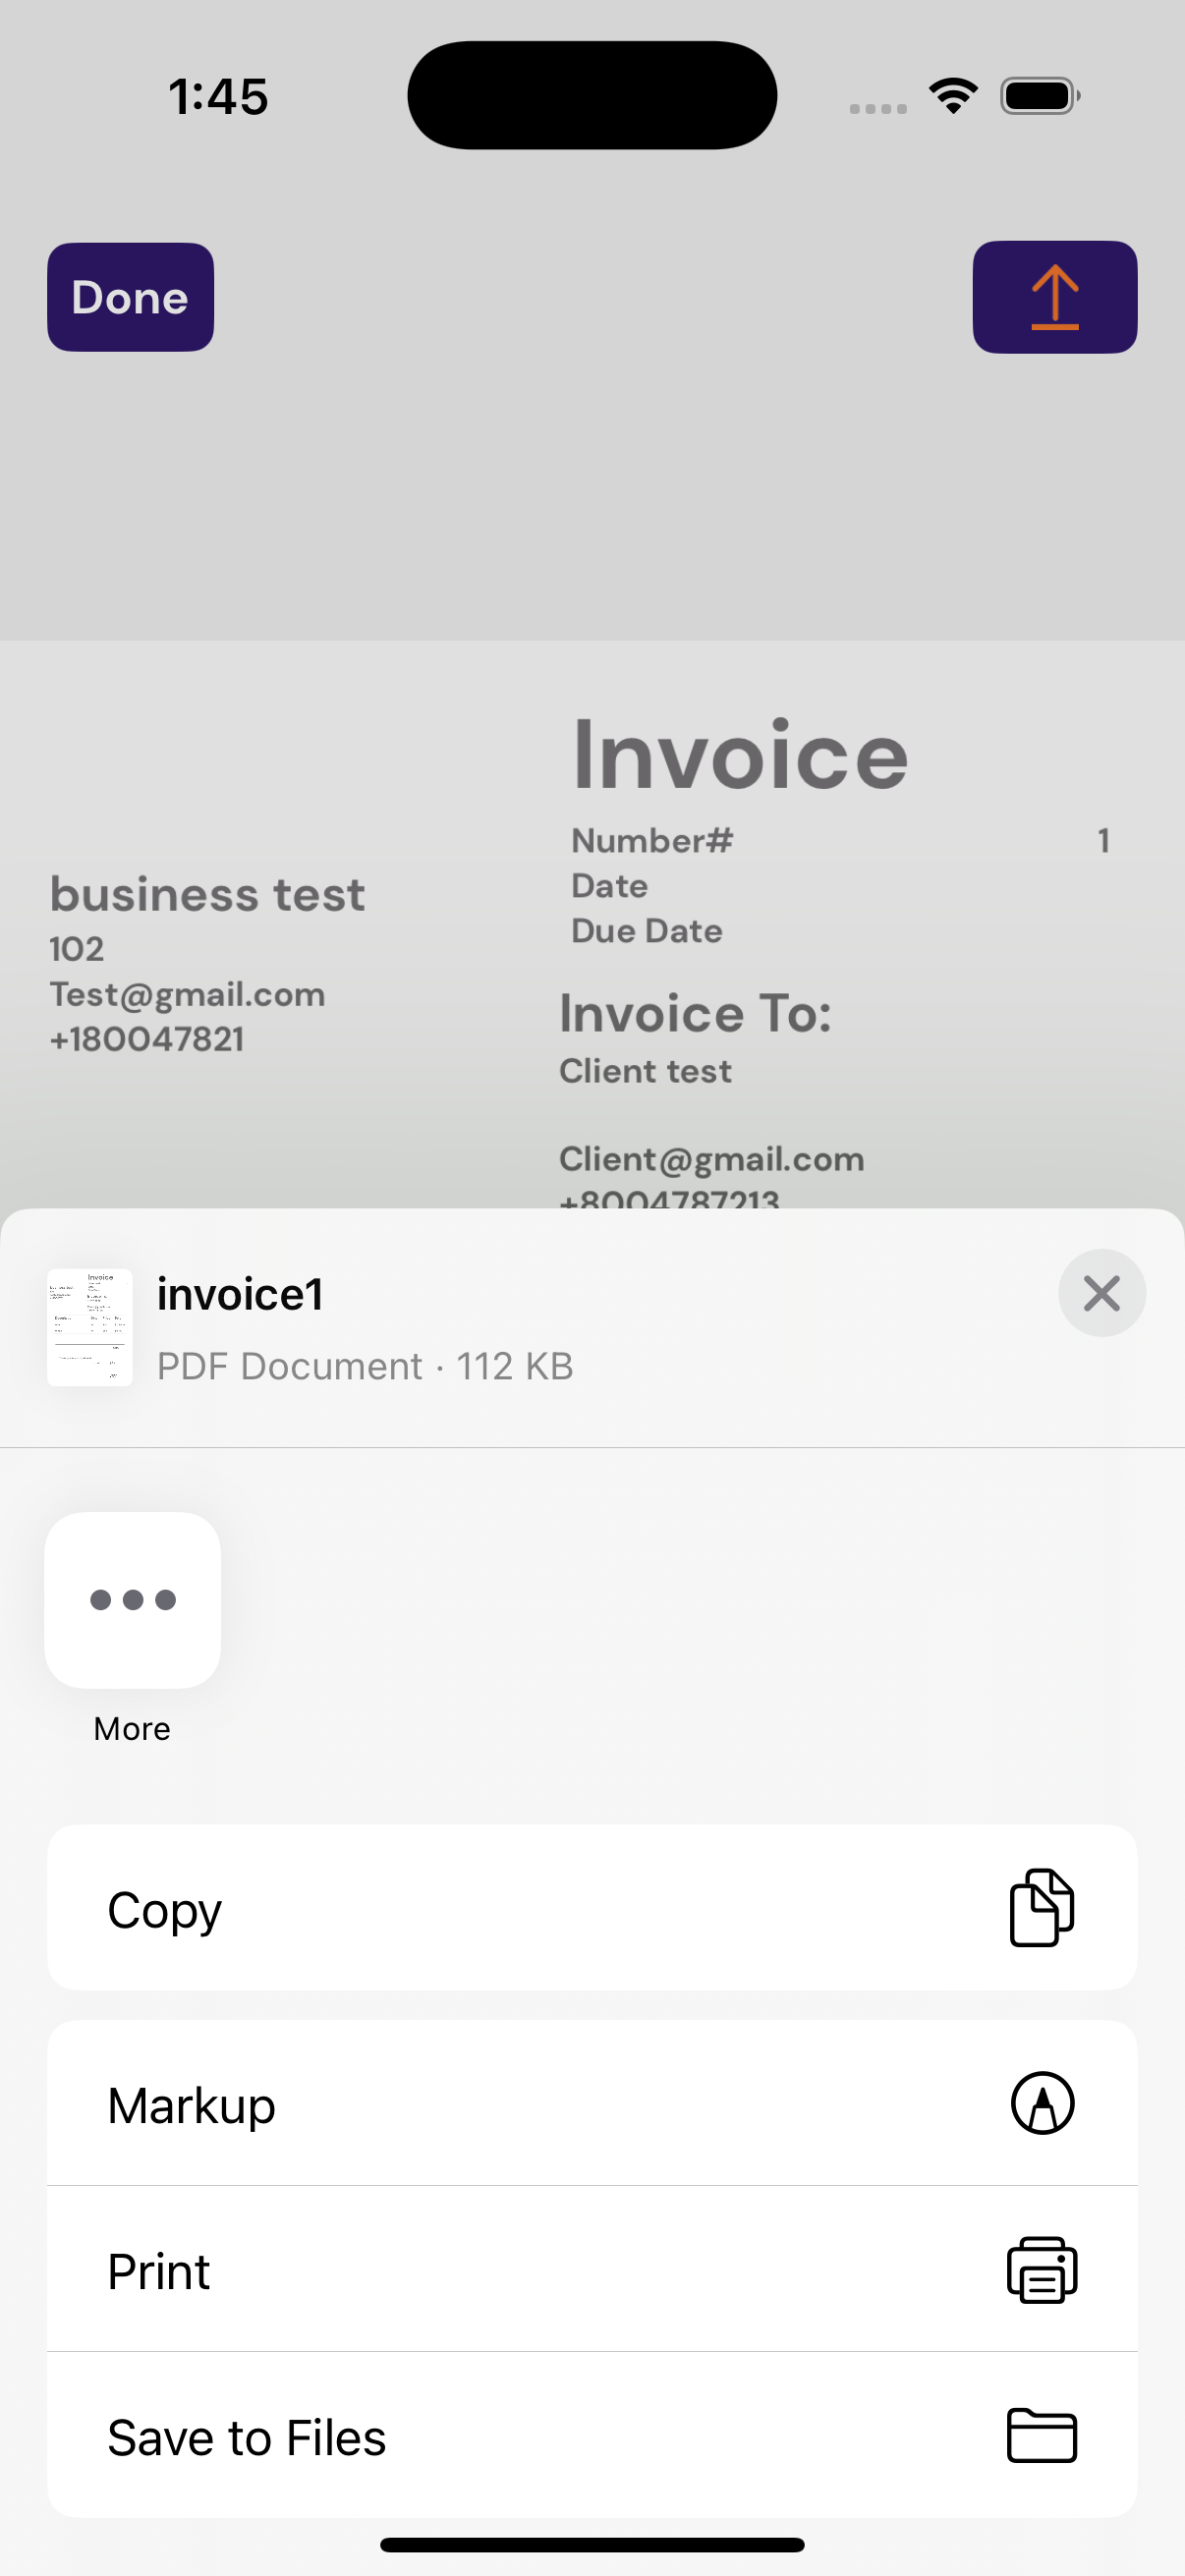 1:45
Done
Invoice
Number# 1
Date
Due Date
business test
102
Test@gmail.com
+180047821
Invoice To:
Client test
Client@gmail.com
+8004787213
invoice1
PDF Document · 112 KB
Invoice
More
Copy
Markup
Print
Save to Files